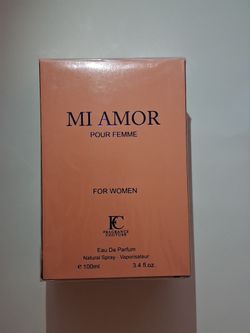 MI AMOR
POUR FEMME
FOR WOMEN
FC
FRAGRANCE COUTURE
Eau De Parfum
Natural Spray - Vaporisateur
℮ 100ml 3.4 fl.oz.